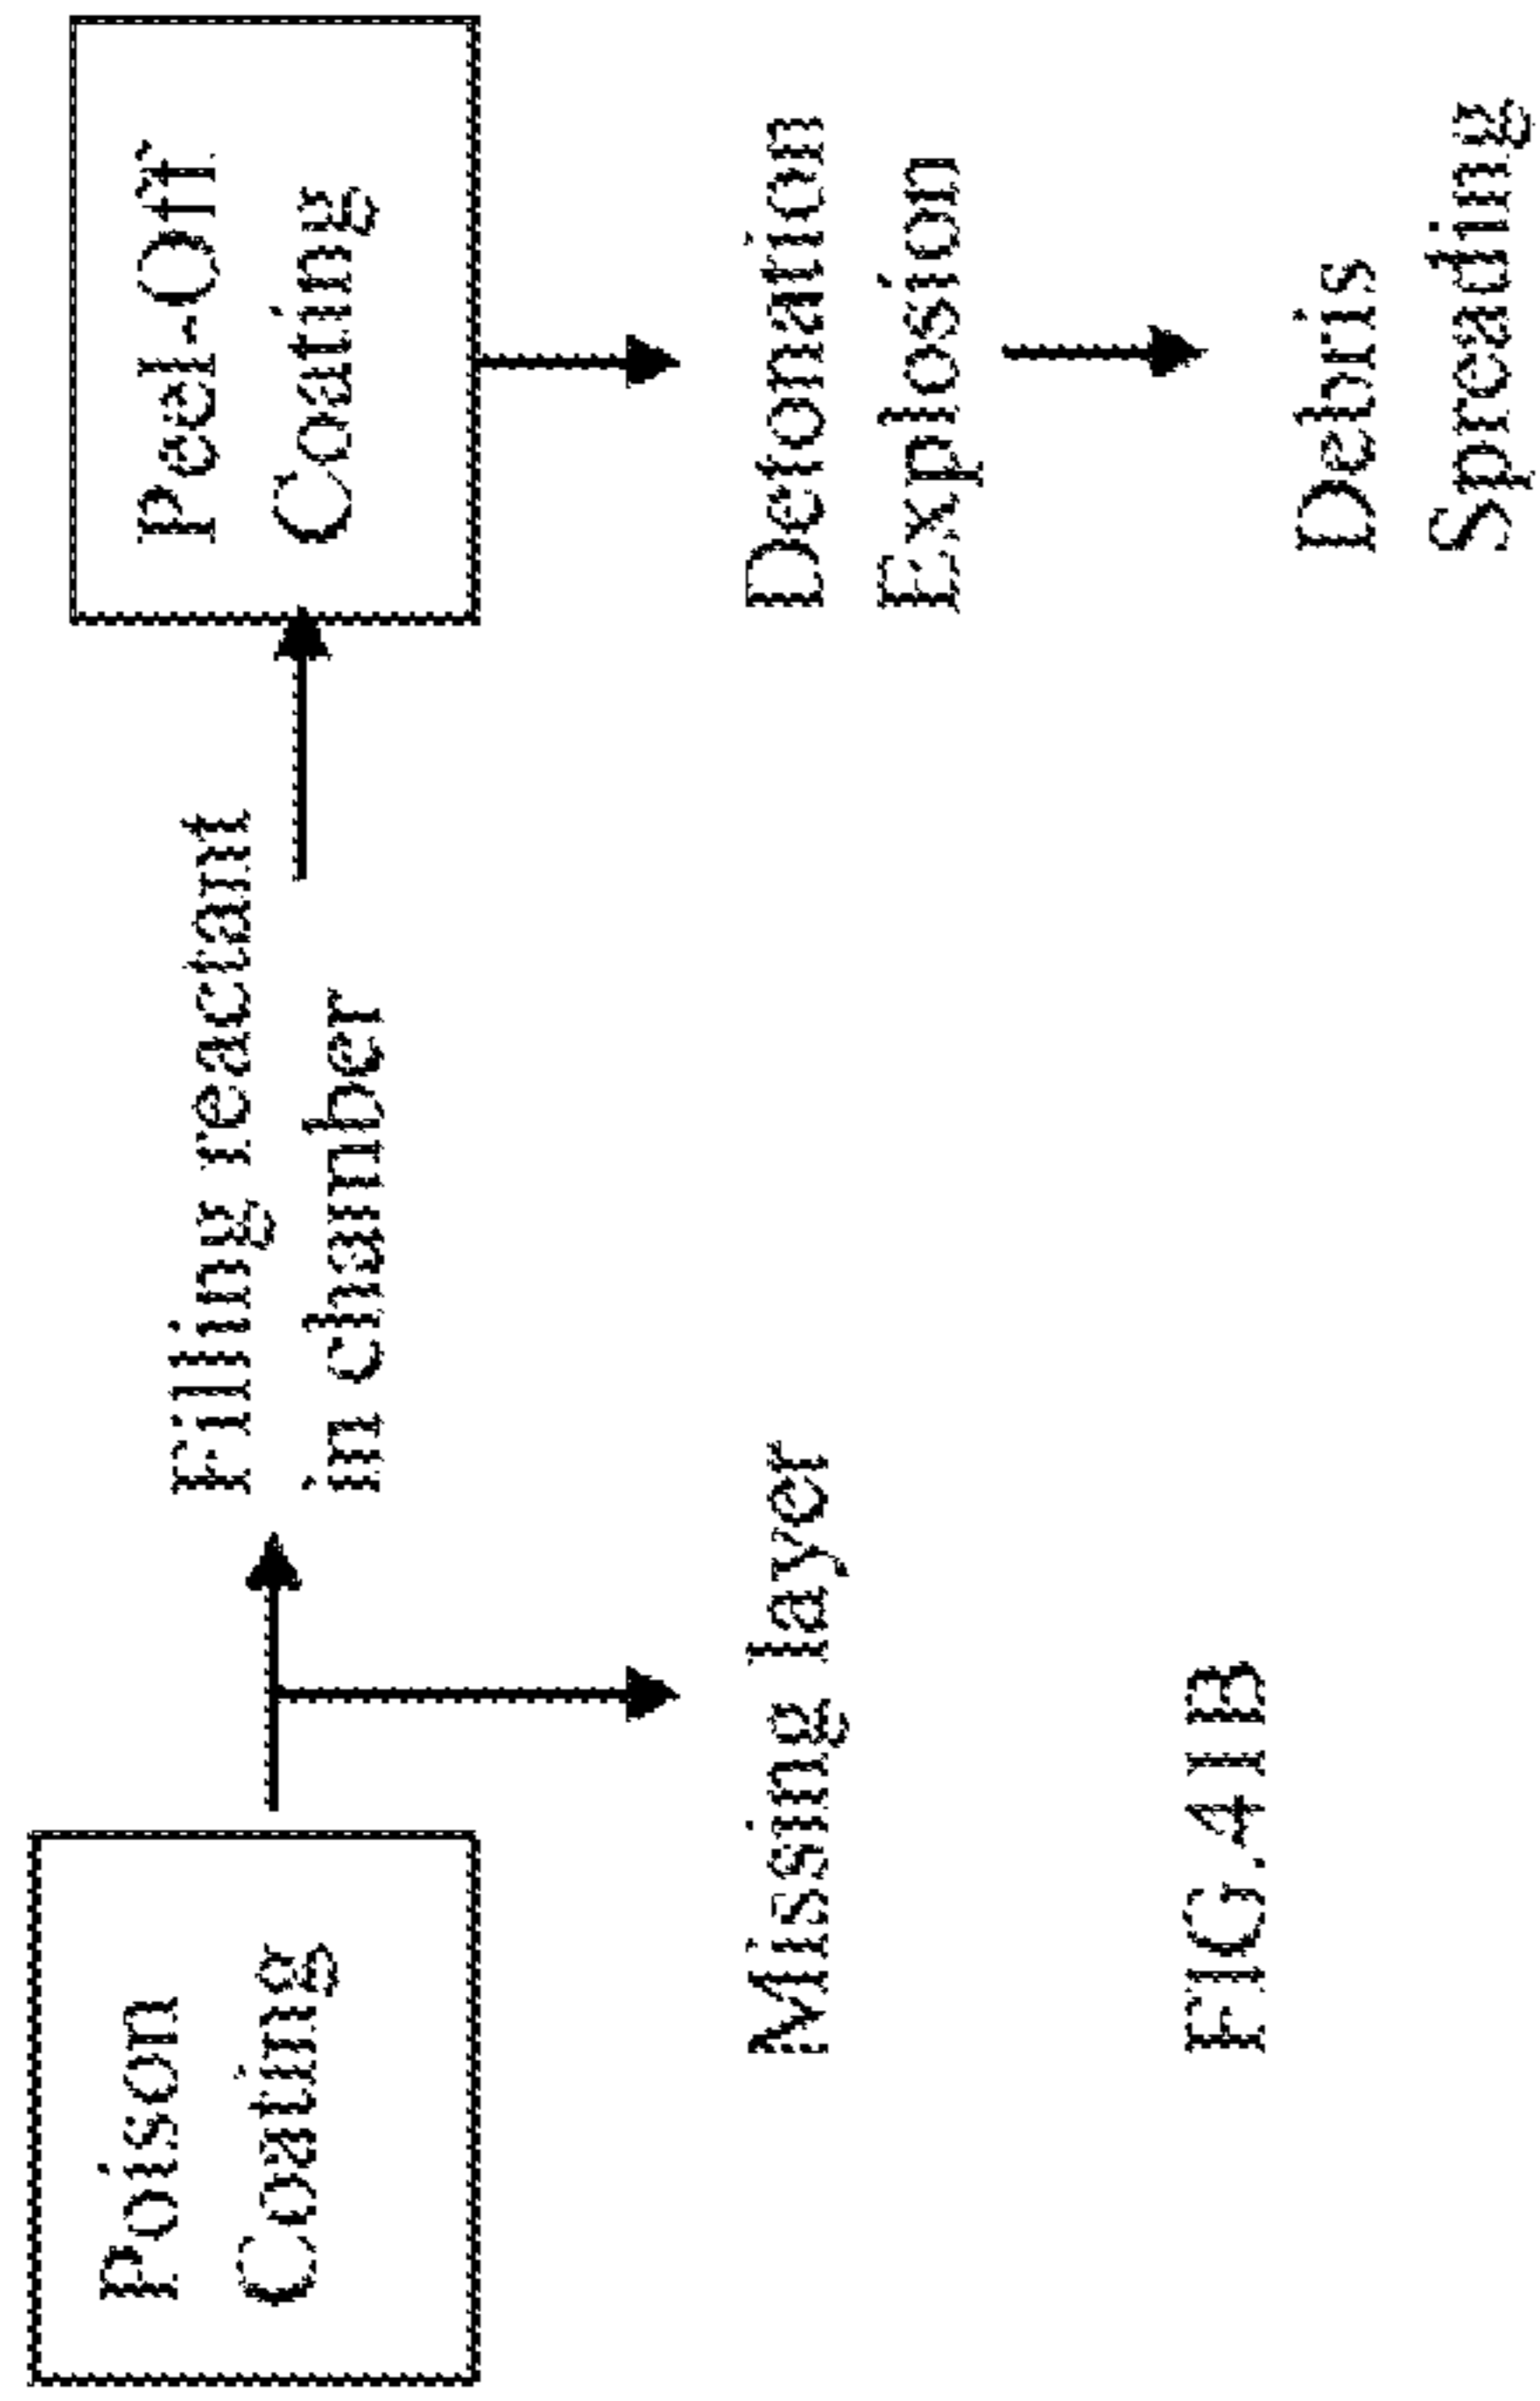 Poison
Coating
Filling reactant
in chamber
Peel-Off
Coating
Missing layer
Detonation
Explosion
Debris
Spreading
FIG.41B